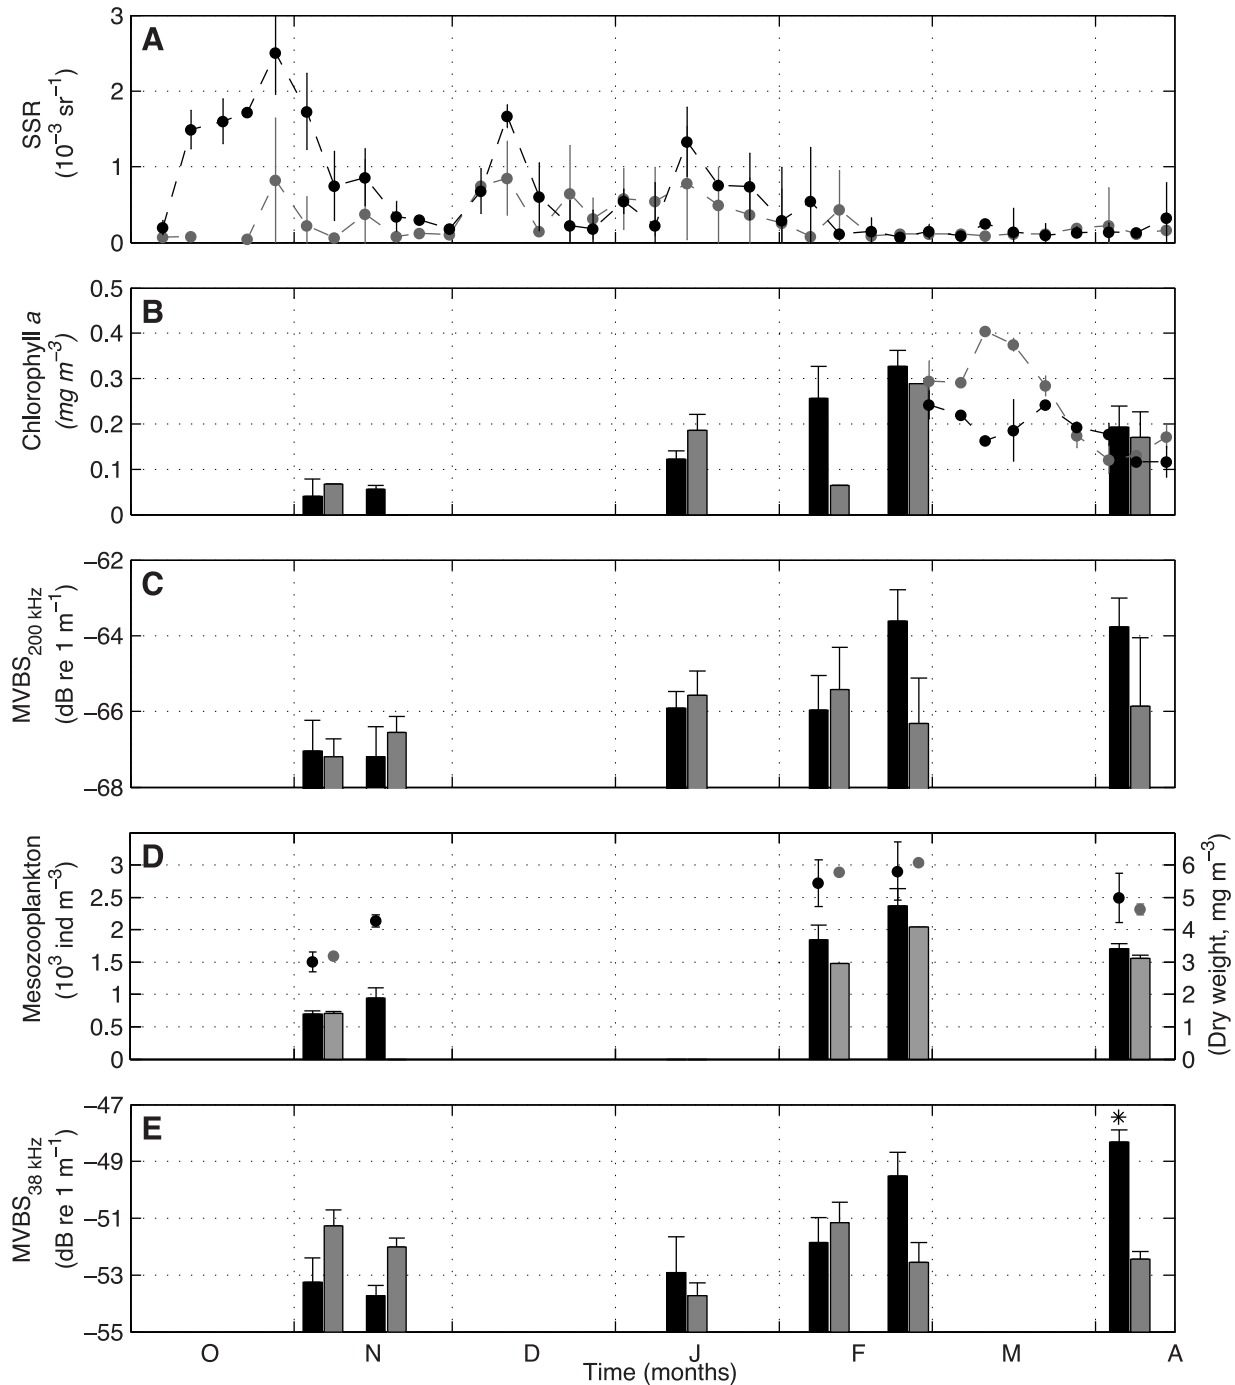 A
SSR
(10⁻³ sr⁻¹)
3
2
1
0
B
Chlorophyll a
(mg m⁻³)
0.5
0.4
0.3
0.2
0.1
0
C
MVBS200 kHz
(dB re 1 m⁻¹)
−62
−64
−66
−68
D
Mesozooplankton
(10³ ind m⁻³)
3
2.5
2
1.5
1
0.5
0
6
5
4
3
2
1
0
(Dry weight, mg m⁻³)
E
MVBS38 kHz
(dB re 1 m⁻¹)
−47
−49
−51
−53
−55
*
O N D J F M A
Time (months)